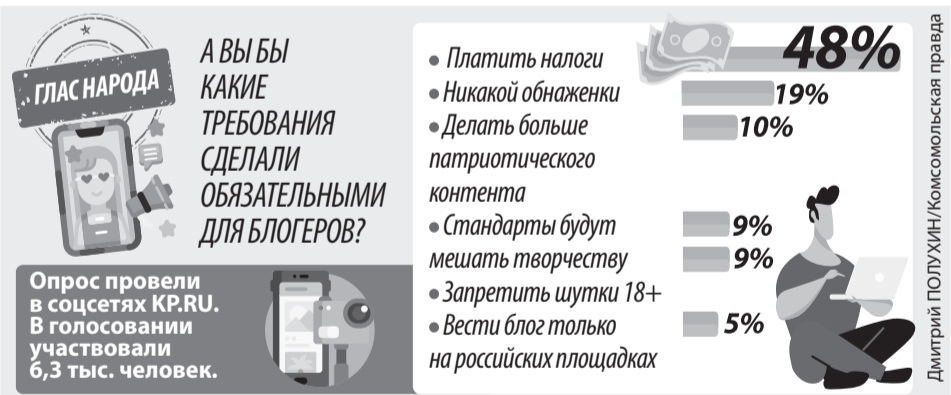 ГЛАС НАРОДА
А ВЫ БЫ
КАКИЕ
ТРЕБОВАНИЯ
СДЕЛАЛИ
ОБЯЗАТЕЛЬНЫМИ
ДЛЯ БЛОГЕРОВ?
Опрос провели
в соцсетях KP.RU.
В голосовании
участвовали
6,3 тыс. человек.
• Платить налоги 48%
• Никакой обнаженки 19%
• Делать больше 10%
патриотического
контента
• Стандарты будут 9%
мешать творчеству 9%
• Запретить шутки 18+
• Вести блог только 5%
на российских площадках
Дмитрий ПОЛУХИН/Комсомольская правда